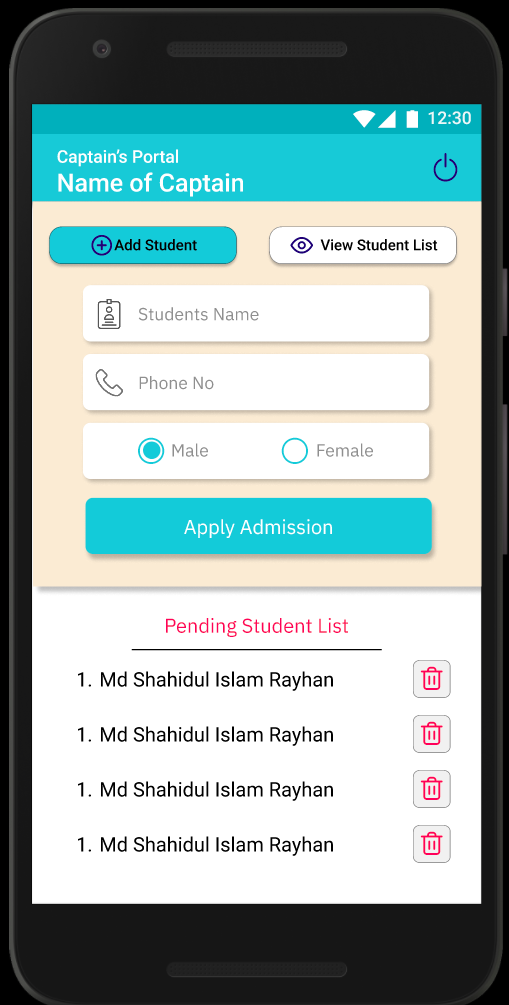 12:30
Captain's Portal
Name of Captain
Add Student
View Student List
Students Name
Phone No
Male Female
Apply Admission
Pending Student List
1. Md Shahidul Islam Rayhan
1. Md Shahidul Islam Rayhan
1. Md Shahidul Islam Rayhan
1. Md Shahidul Islam Rayhan